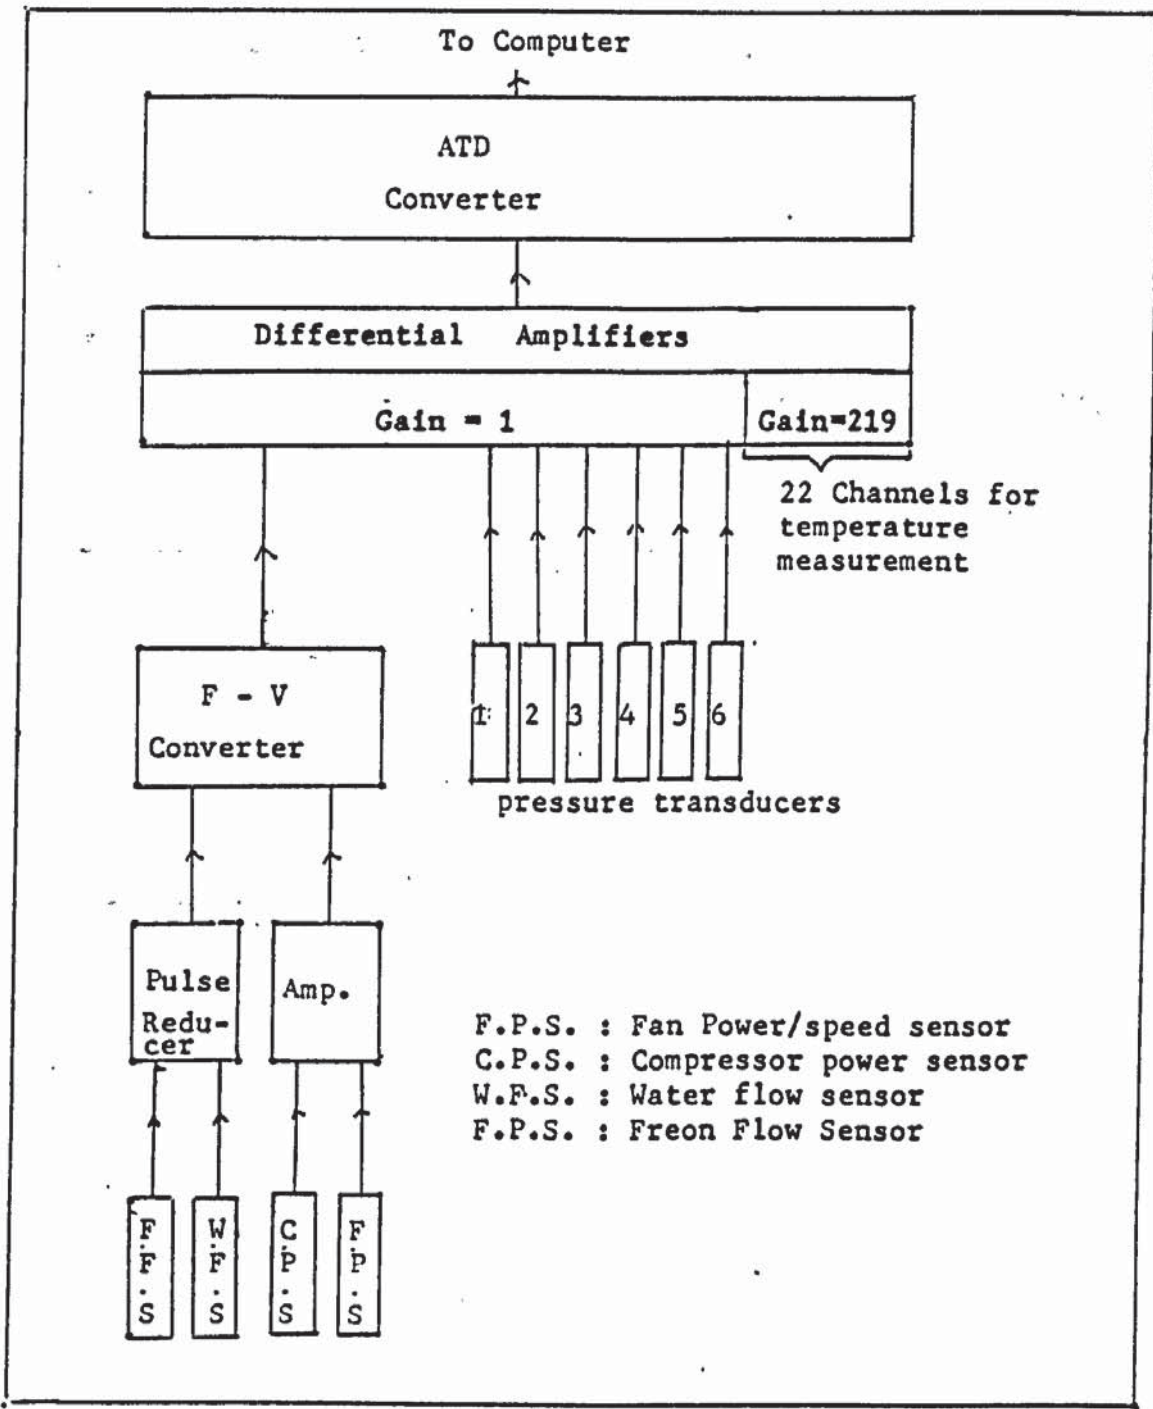 To Computer
ATD
Converter
Differential Amplifiers
Gain = 1
Gain=219
22 Channels for
temperature
measurement
F - V
Converter
1 2 3 4 5 6
pressure transducers
Pulse
Redu-
cer
Amp.
F.P.S. : Fan Power/speed sensor
C.P.S. : Compressor power sensor
W.F.S. : Water flow sensor
F.P.S. : Freon Flow Sensor
F.F.S
W.F.S
C.P.S
F.P.S